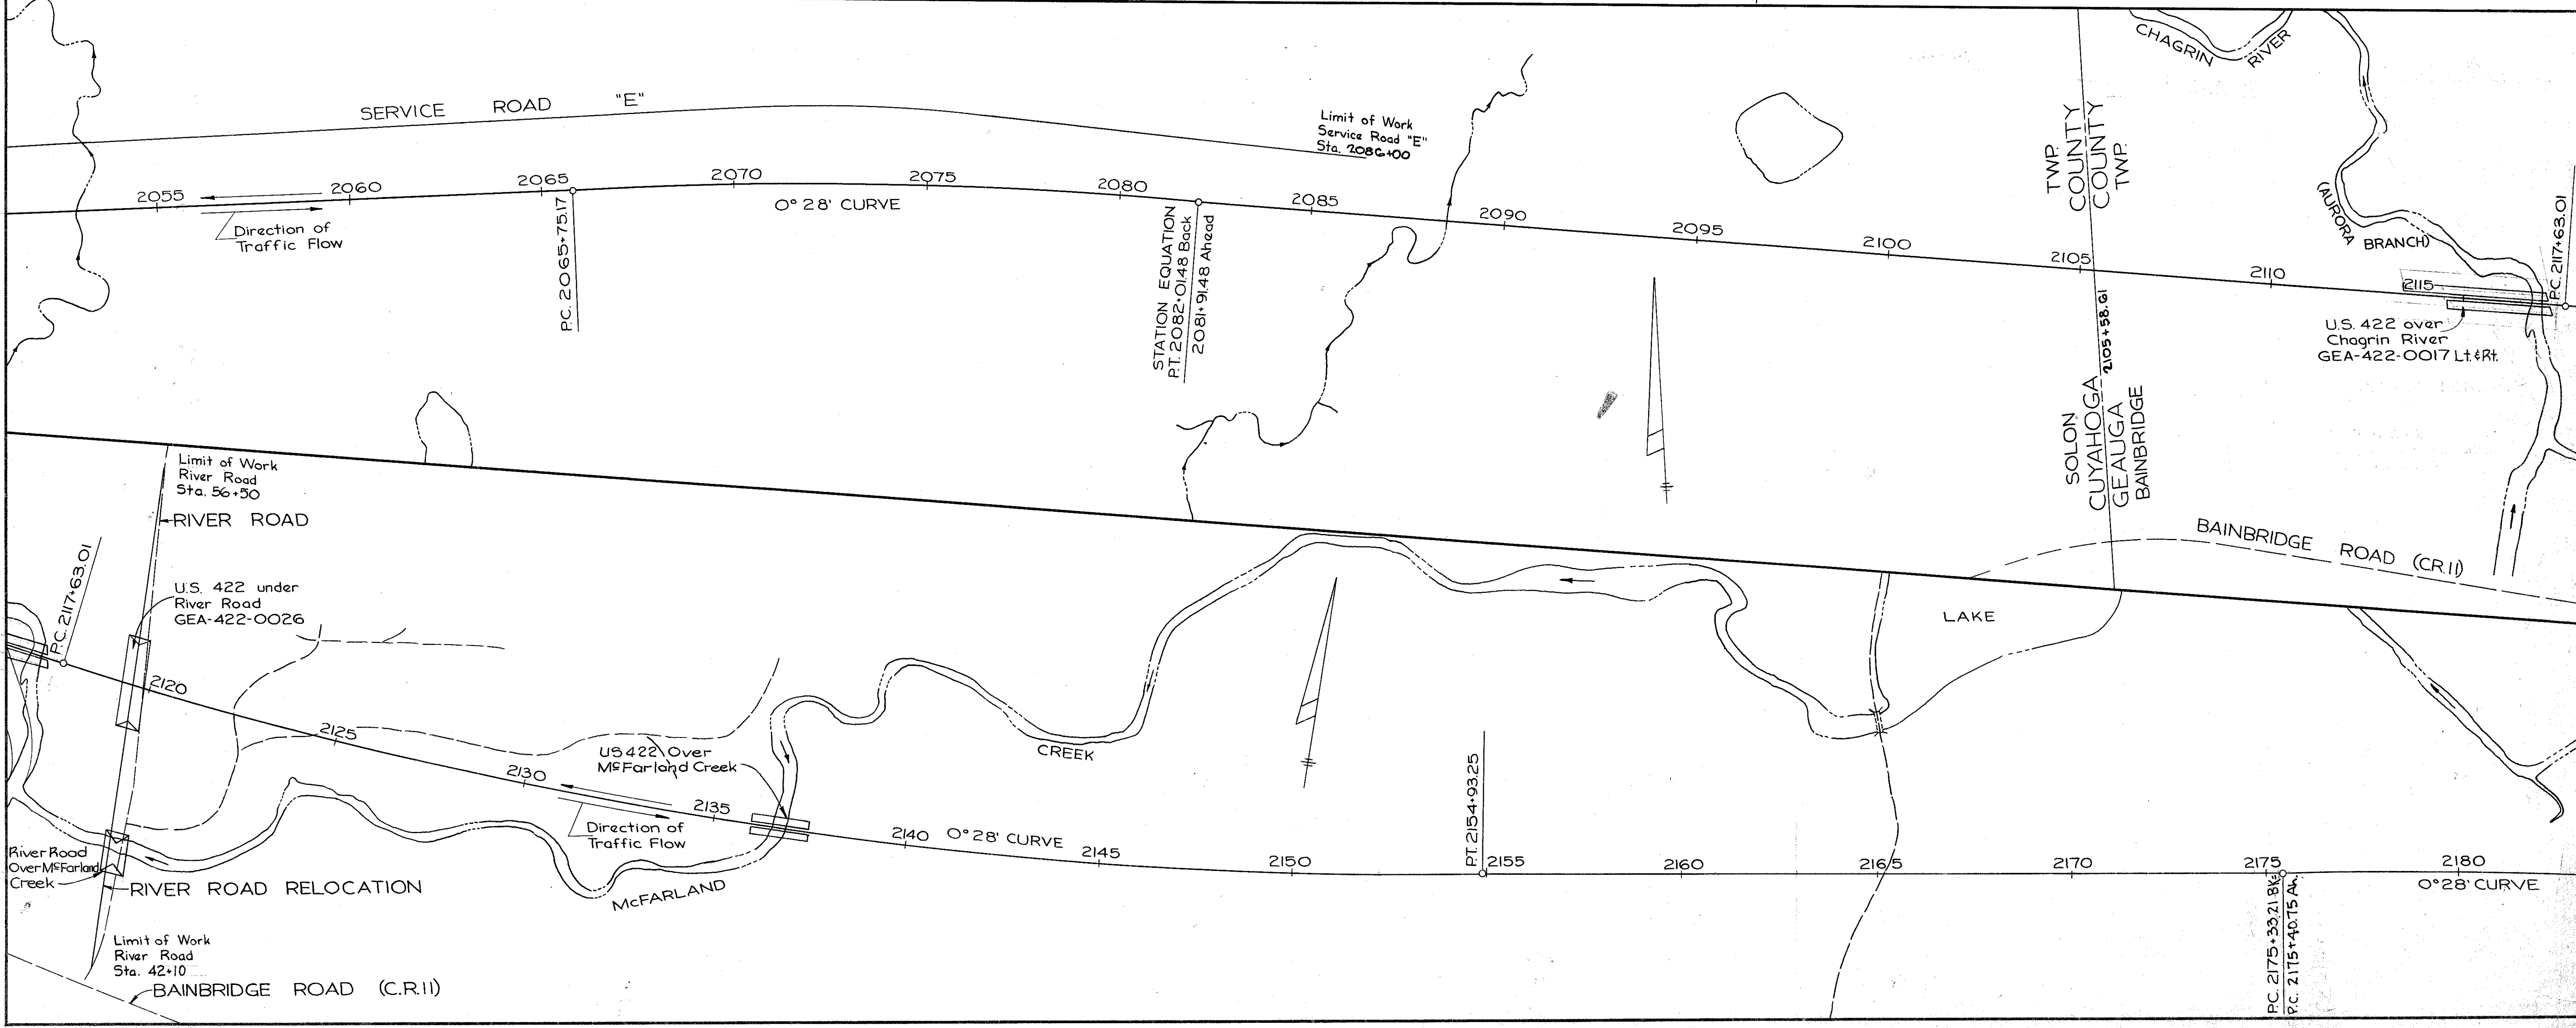 CHAGRIN RIVER
SERVICE ROAD "E"
Limit of Work
Service Road "E"
Sta. 2086+00
2055
2060
2065
2070
2075
2080
2085
2090
2095
2100
2105
2110
2115
Direction of
Traffic Flow
P.C. 2065+75.17
0° 28' CURVE
STATION EQUATION
P.T. 2082+01.48 Back
2081+91.48 Ahead
TWP.
COUNTY
COUNTY
TWP.
2105+58.61
SOLON
CUYAHOGA
GEAUGA
BAINBRIDGE
(AURORA BRANCH)
P.C. 2117+63.01
U.S. 422 over
Chagrin River
GEA-422-0017 Lt.&Rt.
BAINBRIDGE ROAD (C.R.11)
Limit of Work
River Road
Sta. 56+50
RIVER ROAD
P.C. 2117+63.01
U.S. 422 under
River Road
GEA-422-0026
LAKE
2120
2125
2130
2135
2140
2145
2150
2155
2160
2165
2170
2175
2180
US 422 Over
McFarland Creek
CREEK
Direction of
Traffic Flow
0° 28' CURVE
P.T. 2154+93.25
River Road
Over McFarland
Creek
RIVER ROAD RELOCATION
McFARLAND
0° 28' CURVE
P.C. 2175+33.21 BK=
P.C. 2175+40.75 Ah.
Limit of Work
River Road
Sta. 42+10
BAINBRIDGE ROAD (C.R.11)